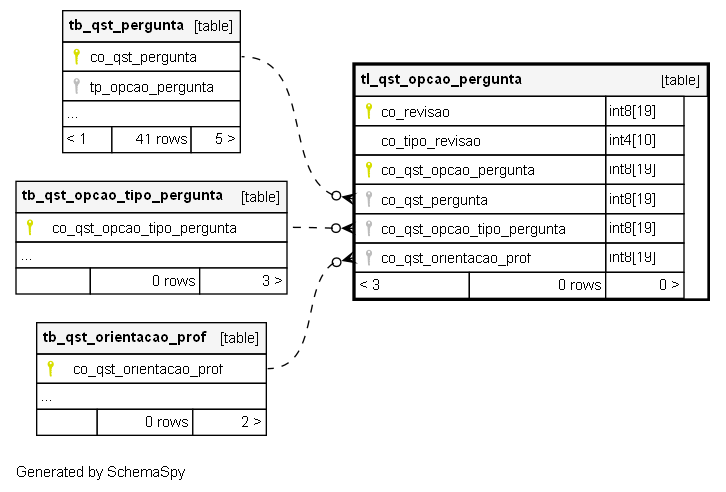 tb_qst_pergunta [table]
co_qst_pergunta
tp_opcao_pergunta
...
< 1 41 rows 5 >
tl_qst_opcao_pergunta [table]
co_revisao int8[19]
co_tipo_revisao int4[10]
co_qst_opcao_pergunta int8[19]
co_qst_pergunta int8[19]
co_qst_opcao_tipo_pergunta int8[19]
co_qst_orientacao_prof int8[19]
< 3 0 rows 0 >
tb_qst_opcao_tipo_pergunta [table]
co_qst_opcao_tipo_pergunta
...
0 rows 3 >
tb_qst_orientacao_prof [table]
co_qst_orientacao_prof
...
0 rows 2 >
Generated by SchemaSpy